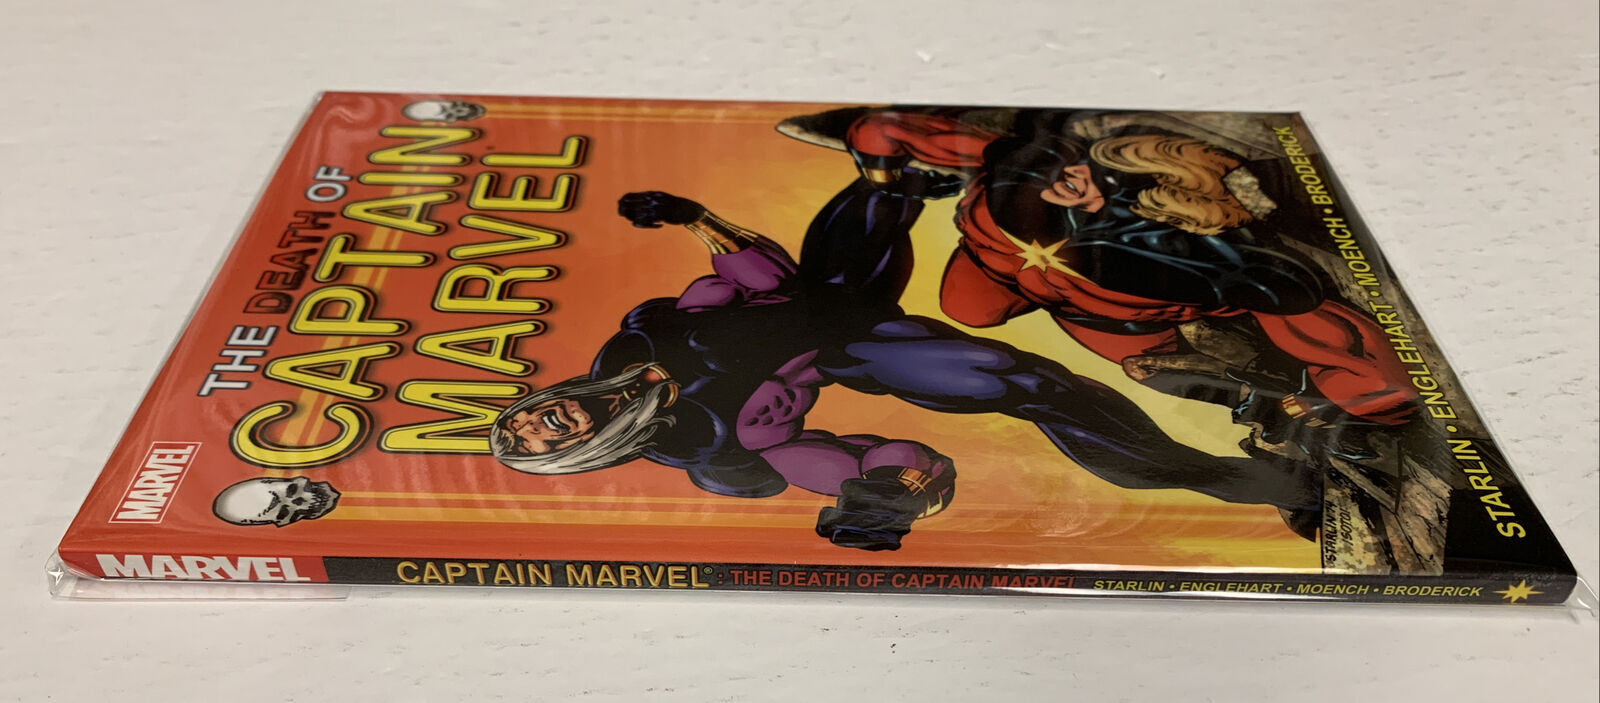 THE DEATH OF
CAPTAIN
MARVEL
MARVEL
STARLIN • ENGLEHART • MOENCH • BRODERICK
MARVEL CAPTAIN MARVEL®: THE DEATH OF CAPTAIN MARVEL STARLIN • ENGLEHART • MOENCH • BRODERICK